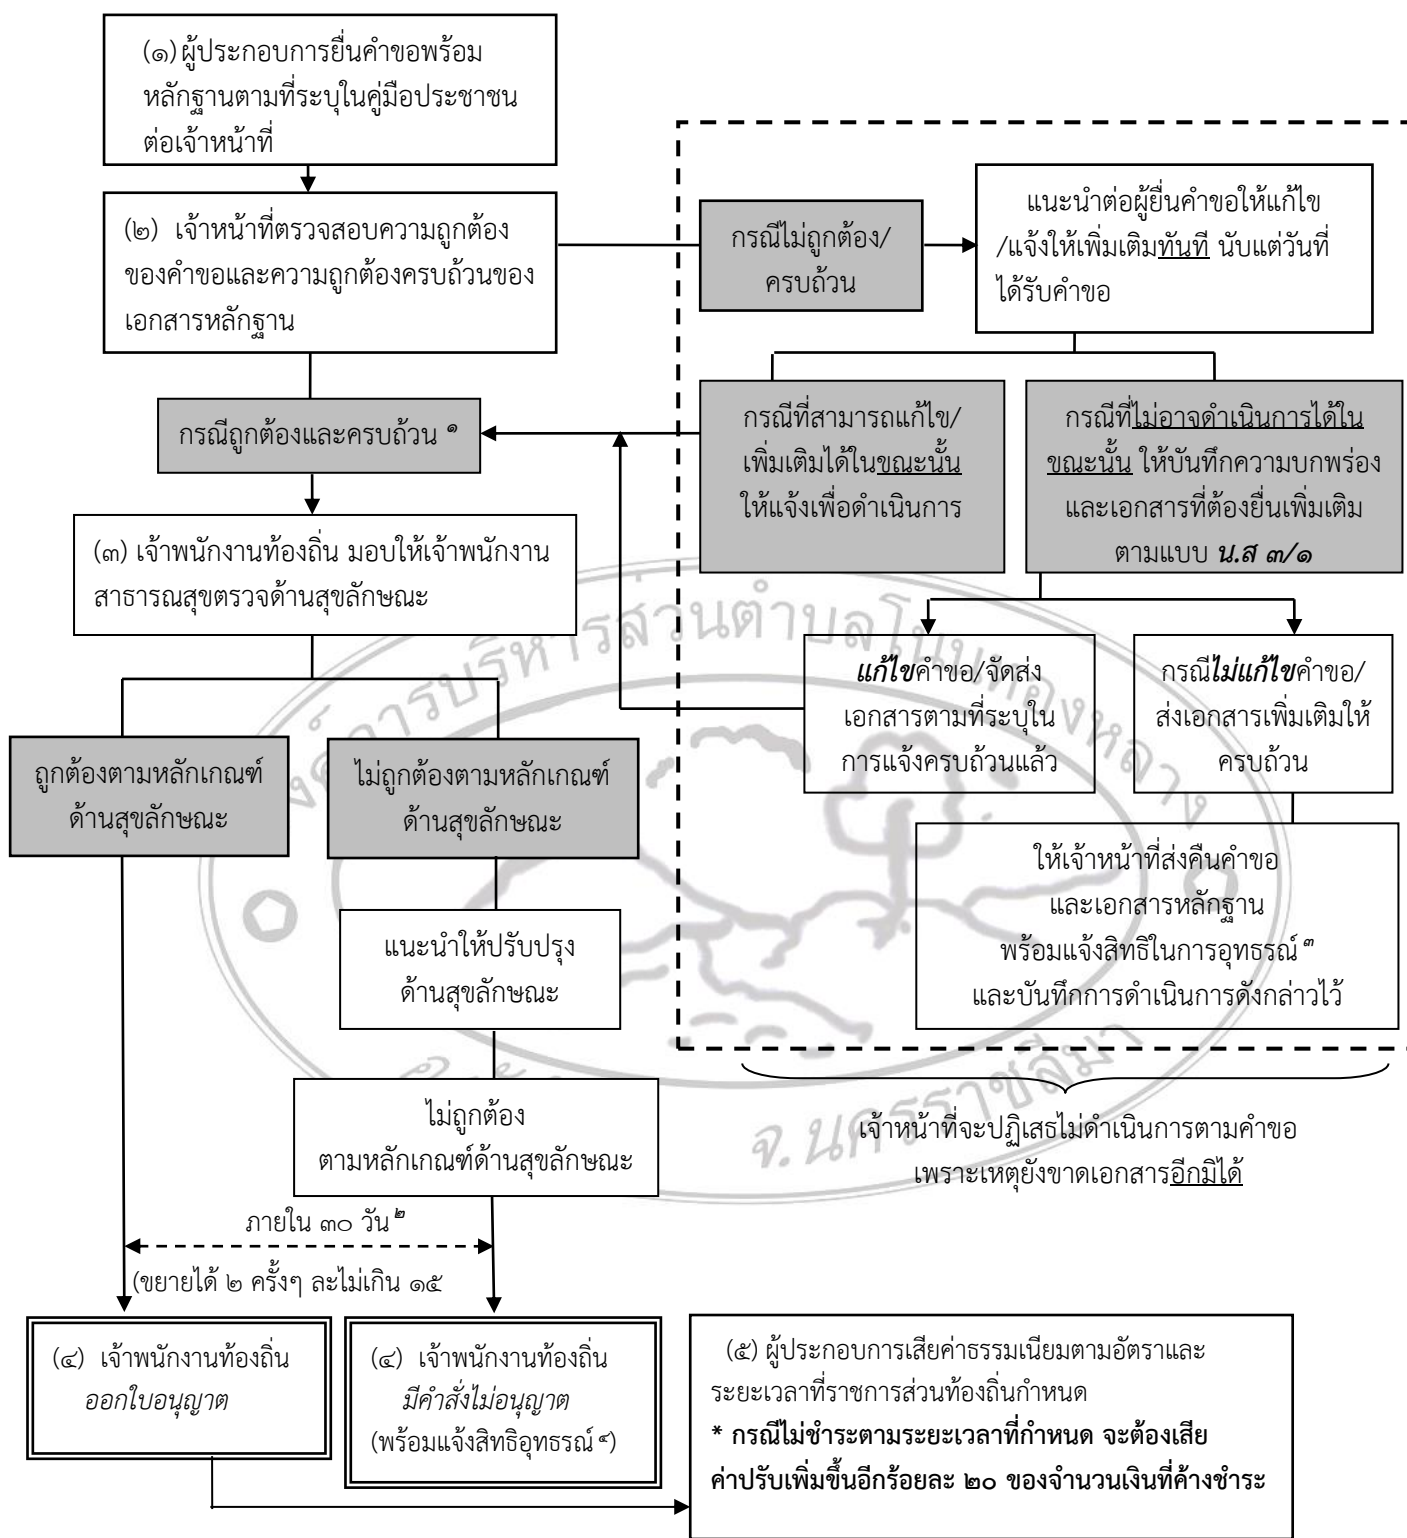 (๑) ผู้ประกอบการยื่นคำขอพร้อม
หลักฐานตามที่ระบุในคู่มือประชาชน
ต่อเจ้าหน้าที่
(๒) เจ้าหน้าที่ตรวจสอบความถูกต้อง
ของคำขอและความถูกต้องครบถ้วนของ
เอกสารหลักฐาน
กรณีไม่ถูกต้อง/
ครบถ้วน
แนะนำต่อผู้ยื่นคำขอให้แก้ไข
/แจ้งให้เพิ่มเติมทันที นับแต่วันที่
ได้รับคำขอ
กรณีถูกต้องและครบถ้วน ๑
กรณีที่สามารถแก้ไข/
เพิ่มเติมได้ในขณะนั้น
ให้แจ้งเพื่อดำเนินการ
กรณีที่ไม่อาจดำเนินการได้ใน
ขณะนั้น ให้บันทึกความบกพร่อง
และเอกสารที่ต้องยื่นเพิ่มเติม
ตามแบบ น.ส ๓/๑
(๓) เจ้าพนักงานท้องถิ่น มอบให้เจ้าพนักงาน
สาธารณสุขตรวจด้านสุขลักษณะ
แก้ไขคำขอ/จัดส่ง
เอกสารตามที่ระบุใน
การแจ้งครบถ้วนแล้ว
กรณีไม่แก้ไขคำขอ/
ส่งเอกสารเพิ่มเติมให้
ครบถ้วน
ถูกต้องตามหลักเกณฑ์
ด้านสุขลักษณะ
ไม่ถูกต้องตามหลักเกณฑ์
ด้านสุขลักษณะ
ให้เจ้าหน้าที่ส่งคืนคำขอ
และเอกสารหลักฐาน
พร้อมแจ้งสิทธิในการอุทธรณ์ ๓
และบันทึกการดำเนินการดังกล่าวไว้
แนะนำให้ปรับปรุง
ด้านสุขลักษณะ
ไม่ถูกต้อง
ตามหลักเกณฑ์ด้านสุขลักษณะ
เจ้าหน้าที่จะปฏิเสธไม่ดำเนินการตามคำขอ
เพราะเหตุยังขาดเอกสารอีกมิได้
ภายใน ๓๐ วัน ๒
(ขยายได้ ๒ ครั้งๆ ละไม่เกิน ๑๕
(๔) เจ้าพนักงานท้องถิ่น
ออกใบอนุญาต
(๔) เจ้าพนักงานท้องถิ่น
มีคำสั่งไม่อนุญาต
(พร้อมแจ้งสิทธิอุทธรณ์ ๔)
(๕) ผู้ประกอบการเสียค่าธรรมเนียมตามอัตราและ
ระยะเวลาที่ราชการส่วนท้องถิ่นกำหนด
* กรณีไม่ชำระตามระยะเวลาที่กำหนด จะต้องเสีย
ค่าปรับเพิ่มขึ้นอีกร้อยละ ๒๐ ของจำนวนเงินที่ค้างชำระ
งค์การบริหารส่วนตำบลโนนทองหลาง
จ.นครราชสีมา